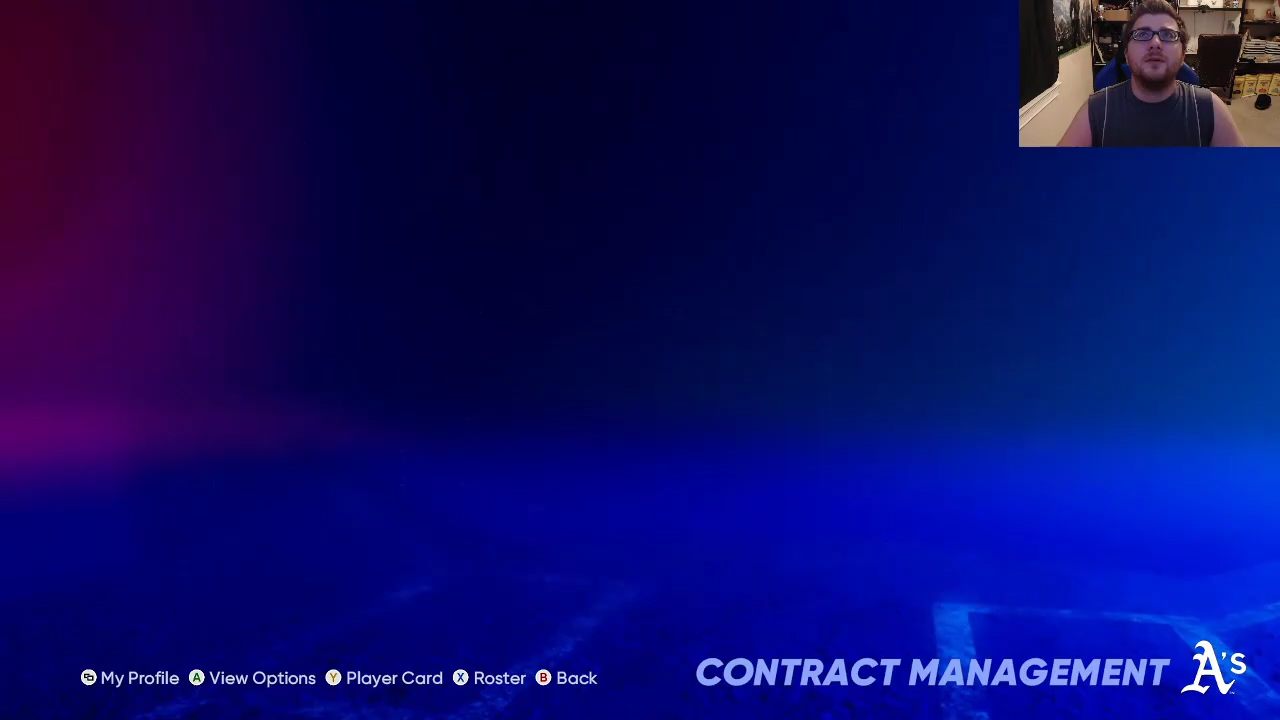 My Profile A View Options Y Player Card X Roster B Back
CONTRACT MANAGEMENT A's